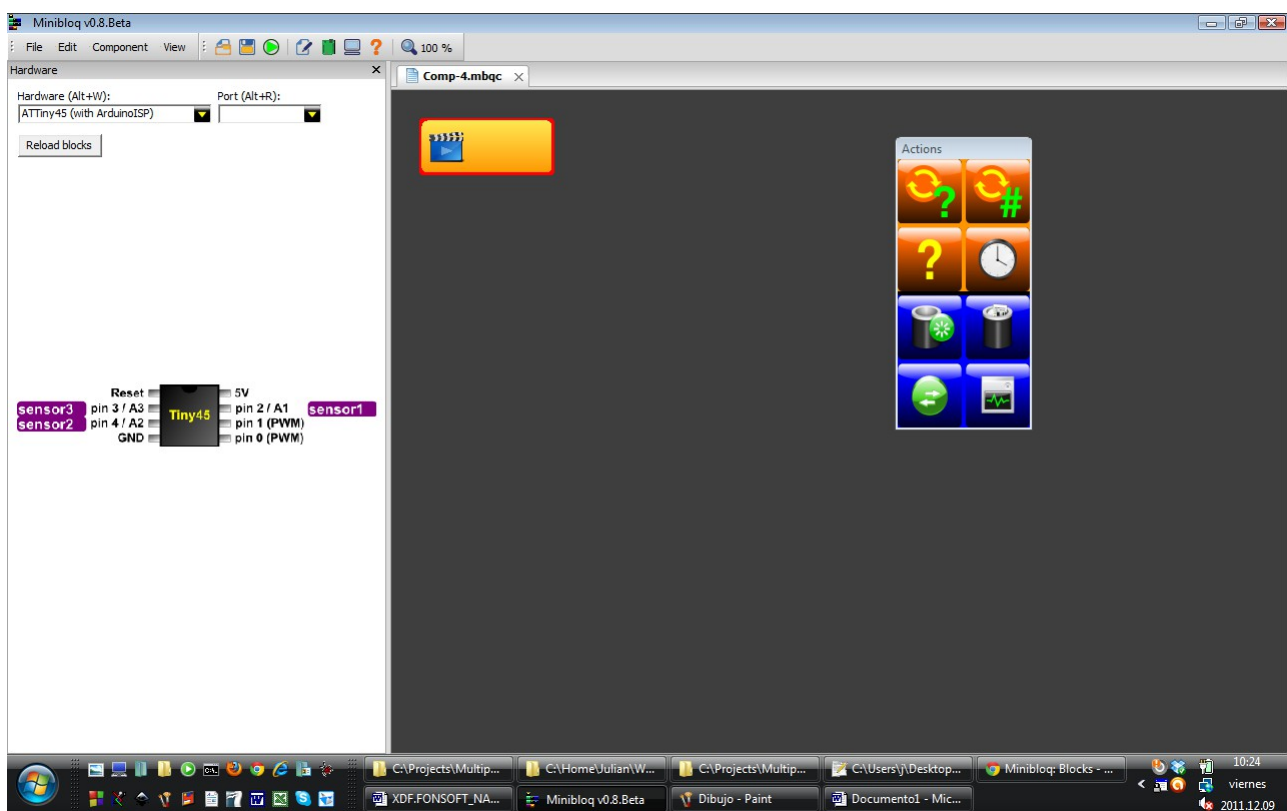 Minibloq v0.8.Beta
File Edit Component View ? 100 %
Hardware x
Comp-4.mbqc
Hardware (Alt+W): Port (Alt+R):
ATTiny45 (with ArduinoISP)
Reload blocks
Actions
?
#
?
Reset 5V
sensor3 pin 3 / A3 Tiny45 pin 2 / A1 sensor1
sensor2 pin 4 / A2 pin 1 (PWM)
GND pin 0 (PWM)
C:\Projects\Multip... C:\Home\Julian\W... C:\Projects\Multip... C:\Users\j\Desktop... Minibloq: Blocks - ... 10:24
viernes
XDF.FONSOFT_NA... Minibloq v0.8.Beta Dibujo - Paint Documento1 - Mic... 2011.12.09